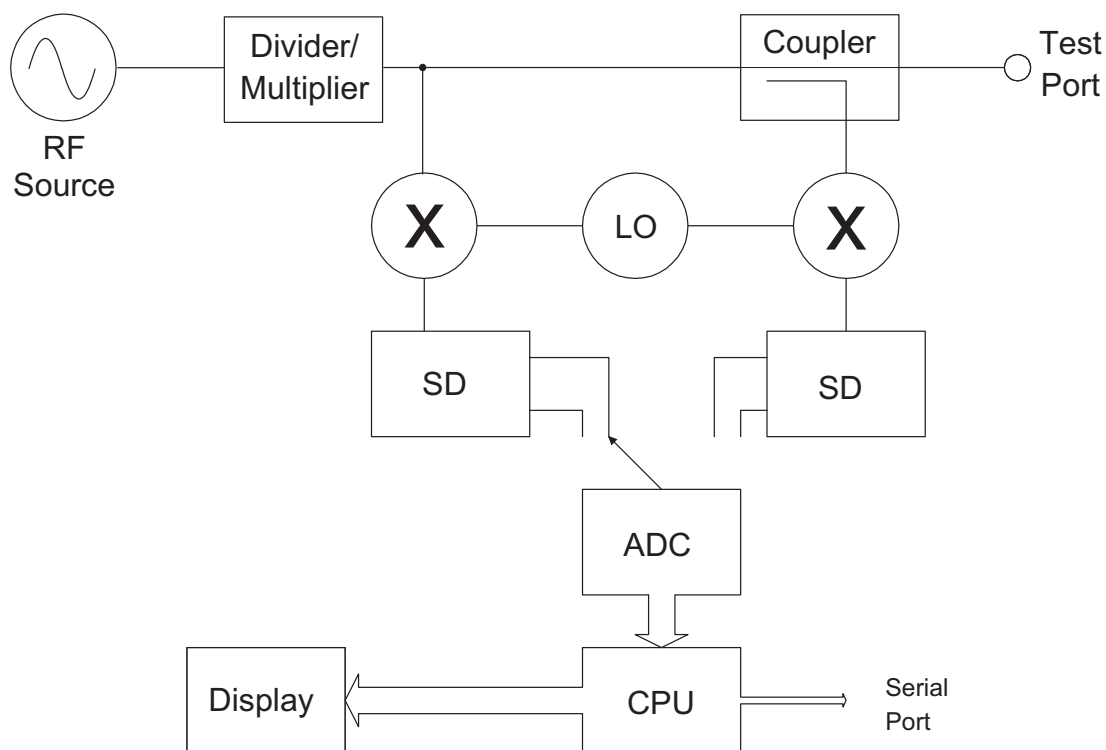 Divider/
Multiplier
Coupler
Test
Port
RF
Source
X
LO
X
SD
SD
ADC
Display
CPU
Serial
Port